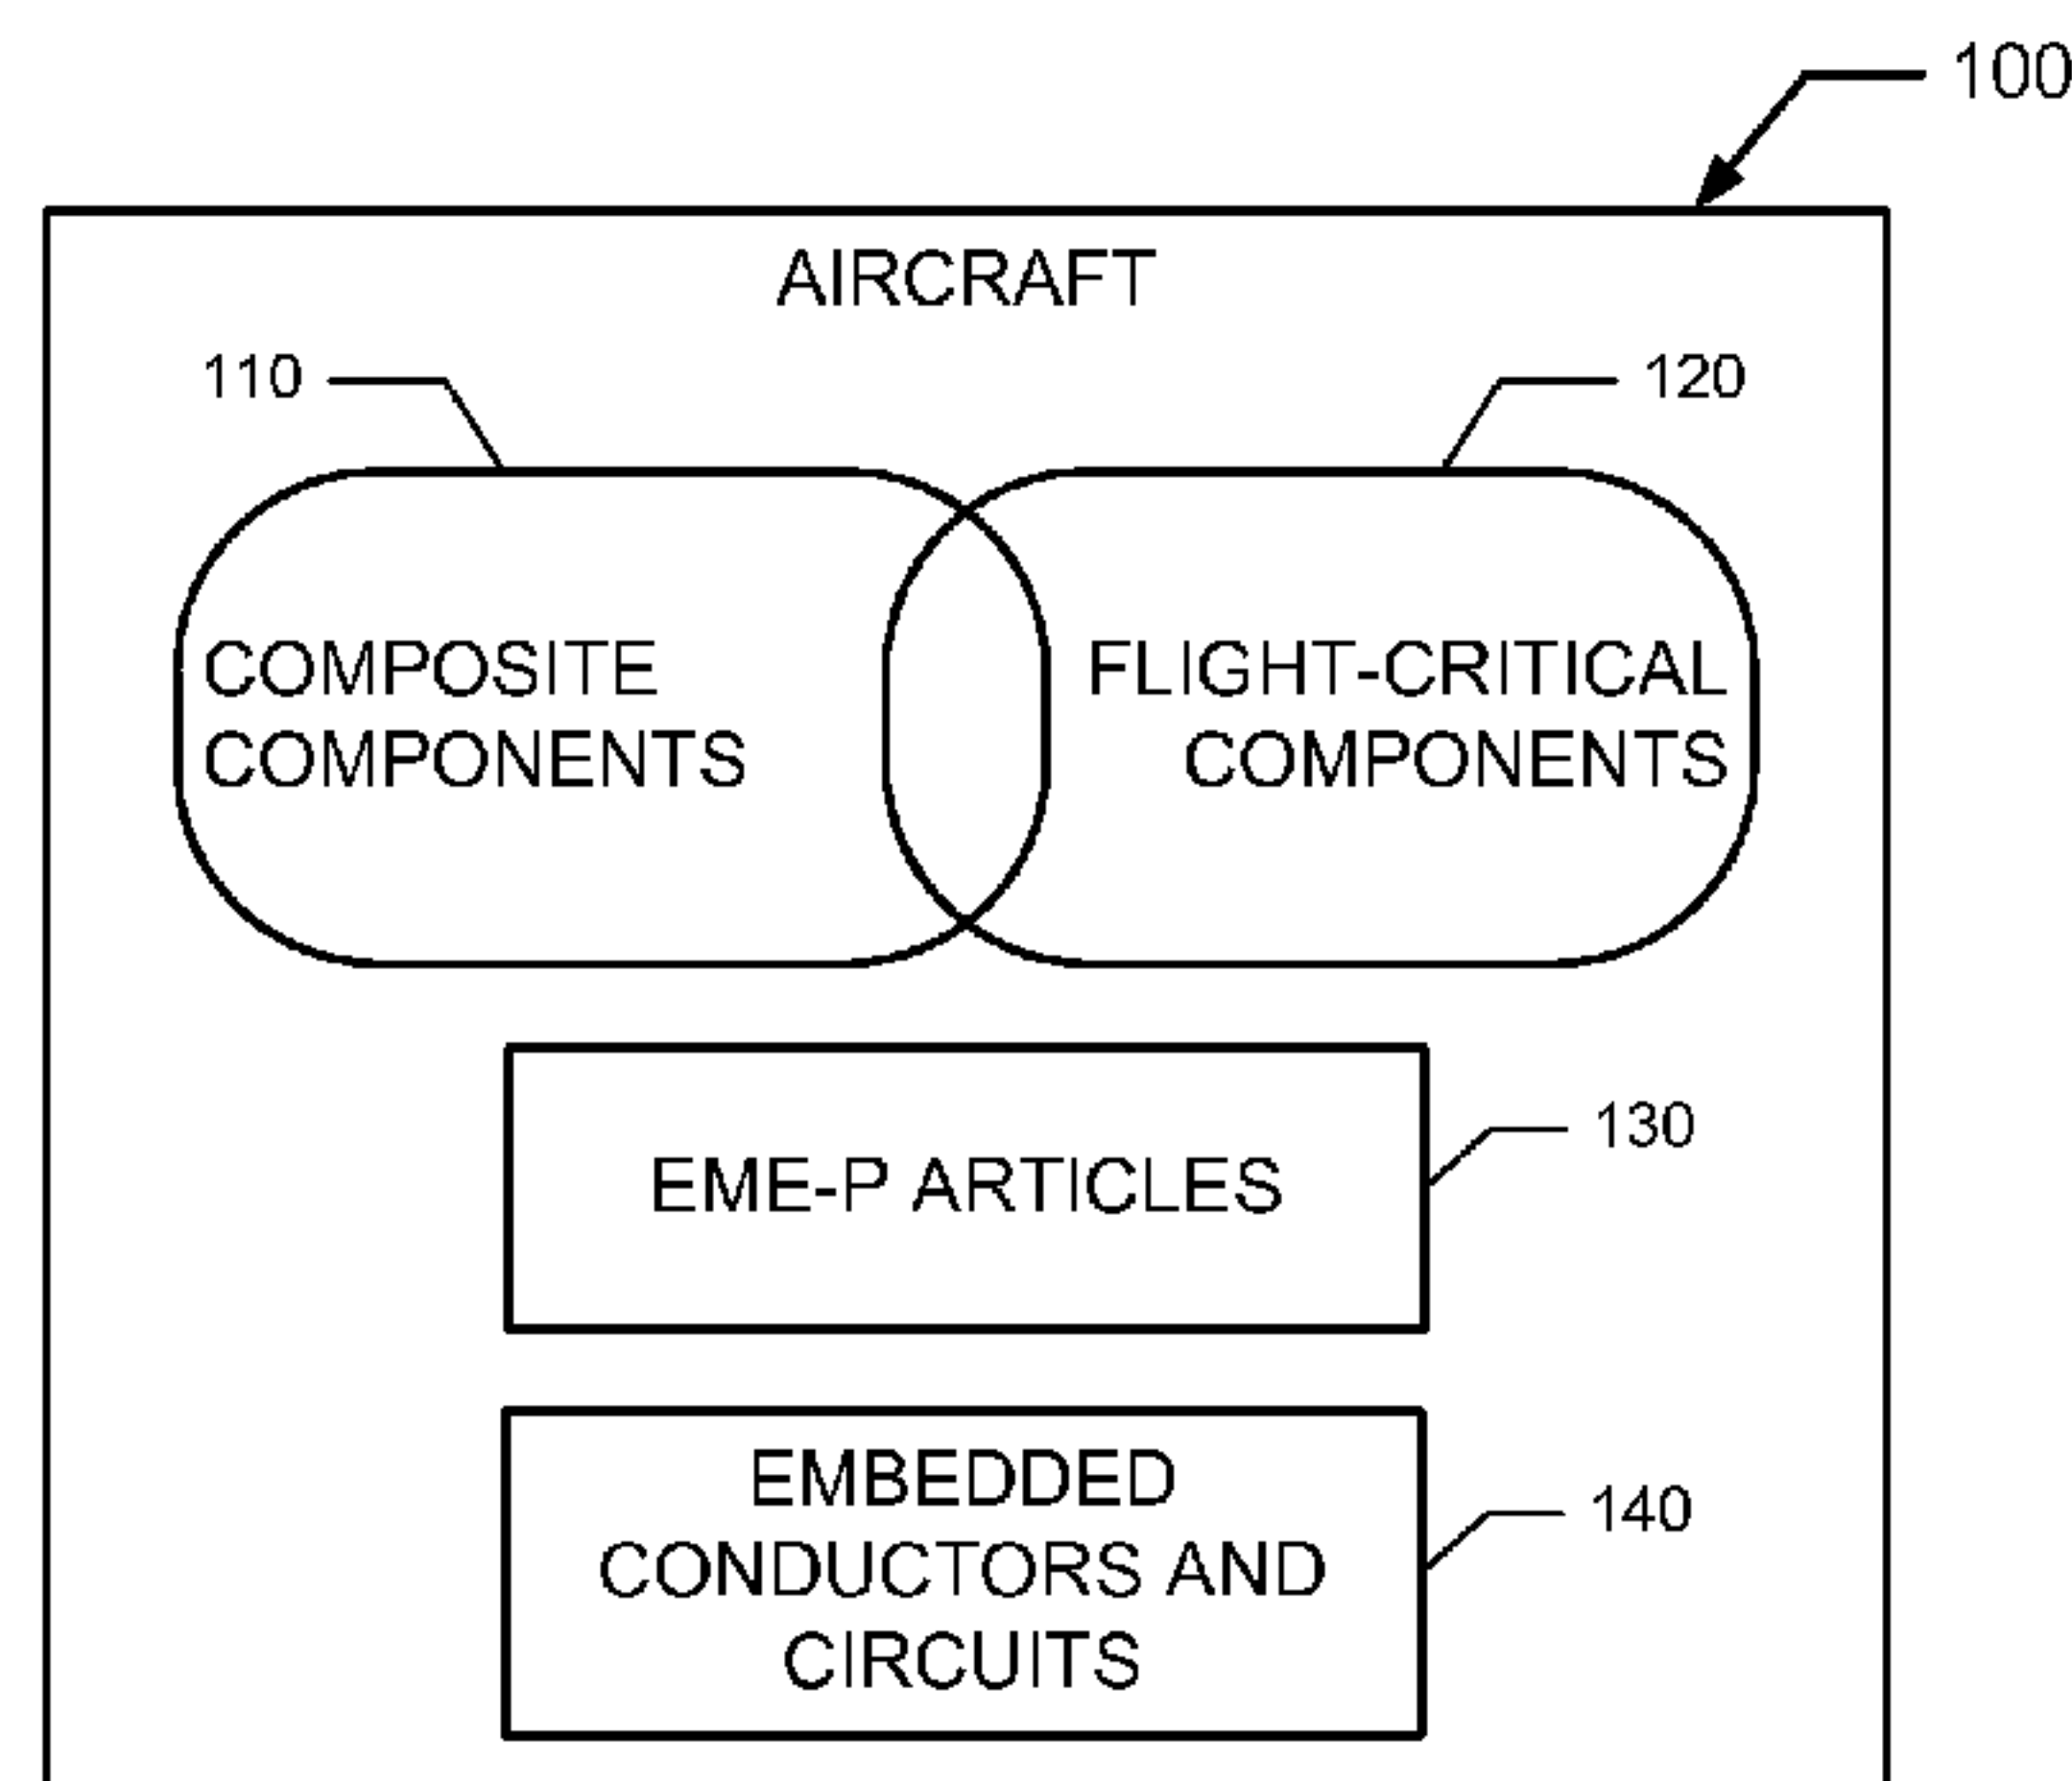 100
AIRCRAFT
110
120
COMPOSITE
COMPONENTS
FLIGHT-CRITICAL
COMPONENTS
130
EME-P ARTICLES
140
EMBEDDED
CONDUCTORS AND
CIRCUITS